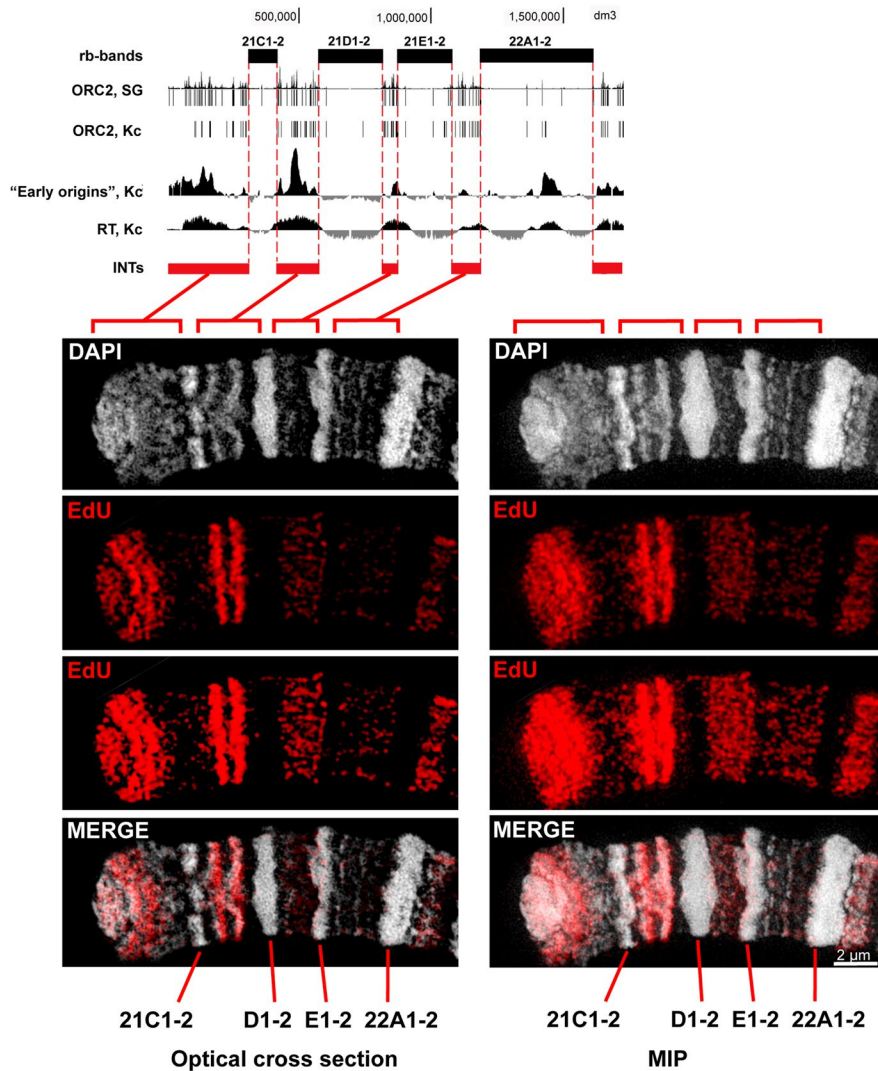 500,000 1,000,000 1,500,000 dm3
21C1-2 21D1-2 21E1-2 22A1-2
rb-bands
ORC2, SG
ORC2, Kc
“Early origins”, Kc
RT, Kc
INTs
DAPI DAPI
EdU EdU
EdU EdU
MERGE MERGE
2 µm
21C1-2 D1-2 E1-2 22A1-2 21C1-2 D1-2 E1-2 22A1-2
Optical cross section MIP